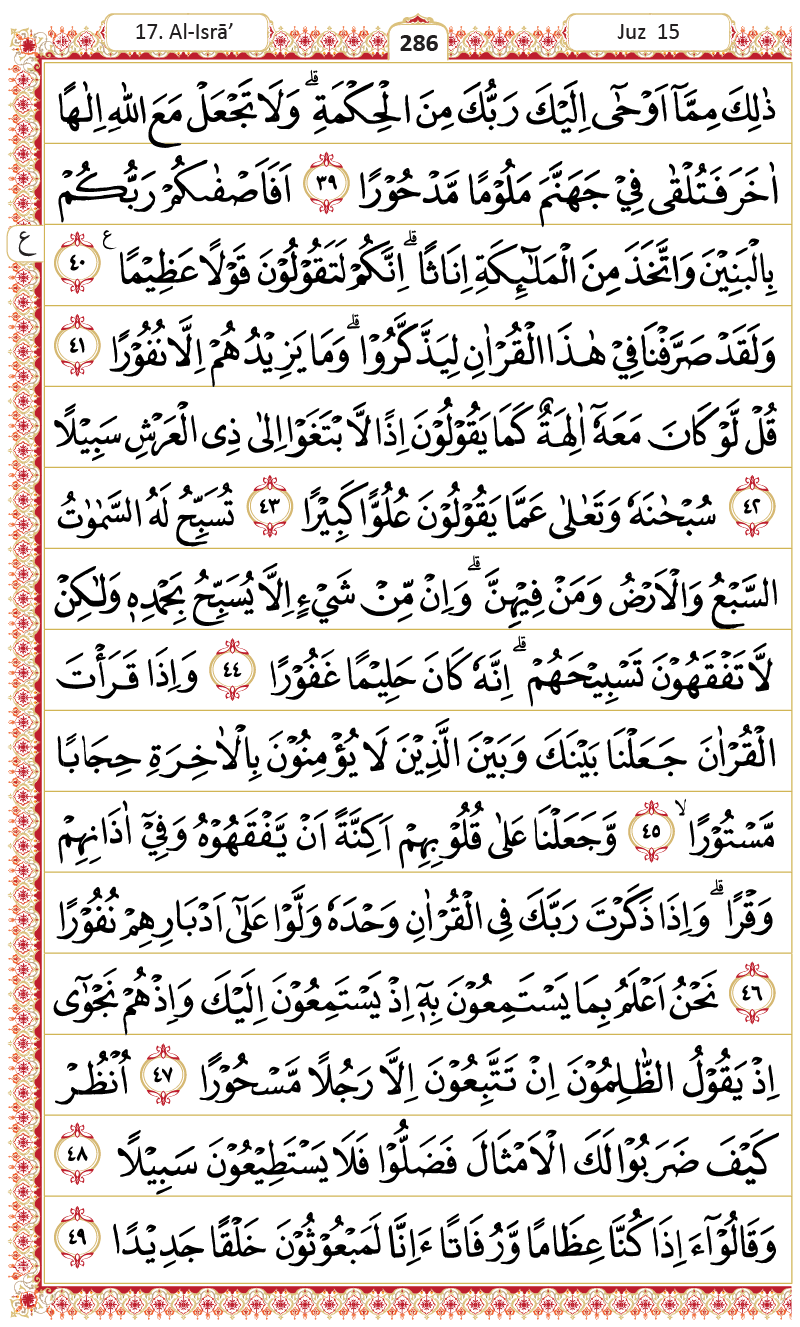 17. Al-Isrā’
286
Juz 15
ذٰلِكَ مِمَّاۤ اَوْحٰۤى اِلَيْكَ رَبُّكَ مِنَ الْحِكْمَةِ ۗ وَلَا تَجْعَلْ مَعَ اللّٰهِ اِلٰهًا
اٰخَرَ فَتُلْقٰى فِيْ جَهَنَّمَ مَلُوْمًا مَّدْحُوْرًا ٣٩ اَفَاَصْفٰىكُمْ رَبُّكُمْ
ع
بِالْبَنِيْنَ وَاتَّخَذَ مِنَ الْمَلٰۤىِٕكَةِ اِنَاثًا ۗ اِنَّكُمْ لَتَقُوْلُوْنَ قَوْلًا عَظِيْمًا ࣖ ٤٠
وَلَقَدْ صَرَّفْنَا فِيْ هٰذَا الْقُرْاٰنِ لِيَذَّكَّرُوْا ۗ وَمَا يَزِيْدُهُمْ اِلَّا نُفُوْرًا ٤١
قُلْ لَّوْ كَانَ مَعَهٗٓ اٰلِهَةٌ كَمَا يَقُوْلُوْنَ اِذًا لَّابْتَغَوْا اِلٰى ذِى الْعَرْشِ سَبِيْلًا
٤٢ سُبْحٰنَهٗ وَتَعٰلٰى عَمَّا يَقُوْلُوْنَ عُلُوًّا كَبِيْرًا ٤٣ تُسَبِّحُ لَهُ السَّمٰوٰتُ
السَّبْعُ وَالْاَرْضُ وَمَنْ فِيْهِنَّ ۗ وَاِنْ مِّنْ شَيْءٍ اِلَّا يُسَبِّحُ بِحَمْدِهٖ وَلٰكِنْ
لَّا تَفْقَهُوْنَ تَسْبِيْحَهُمْ ۗ اِنَّهٗ كَانَ حَلِيْمًا غَفُوْرًا ٤٤ وَاِذَا قَرَأْتَ
الْقُرْاٰنَ جَعَلْنَا بَيْنَكَ وَبَيْنَ الَّذِيْنَ لَا يُؤْمِنُوْنَ بِالْاٰخِرَةِ حِجَابًا
مَّسْتُوْرًاۙ ٤٥ وَّجَعَلْنَا عَلٰى قُلُوْبِهِمْ اَكِنَّةً اَنْ يَّفْقَهُوْهُ وَفِيْٓ اٰذَانِهِمْ
وَقْرًا ۗ وَاِذَا ذَكَرْتَ رَبَّكَ فِى الْقُرْاٰنِ وَحْدَهٗ وَلَّوْا عَلٰٓى اَدْبَارِهِمْ نُفُوْرًا
٤٦ نَحْنُ اَعْلَمُ بِمَا يَسْتَمِعُوْنَ بِهٖٓ اِذْ يَسْتَمِعُوْنَ اِلَيْكَ وَاِذْ هُمْ نَجْوٰٓى
اِذْ يَقُوْلُ الظّٰلِمُوْنَ اِنْ تَتَّبِعُوْنَ اِلَّا رَجُلًا مَّسْحُوْرًا ٤٧ اُنْظُرْ
كَيْفَ ضَرَبُوْا لَكَ الْاَمْثَالَ فَضَلُّوْا فَلَا يَسْتَطِيْعُوْنَ سَبِيْلًا ٤٨
وَقَالُوْٓا ءَاِذَا كُنَّا عِظَامًا وَّرُفَاتًا ءَاِنَّا لَمَبْعُوْثُوْنَ خَلْقًا جَدِيْدًا ٤٩